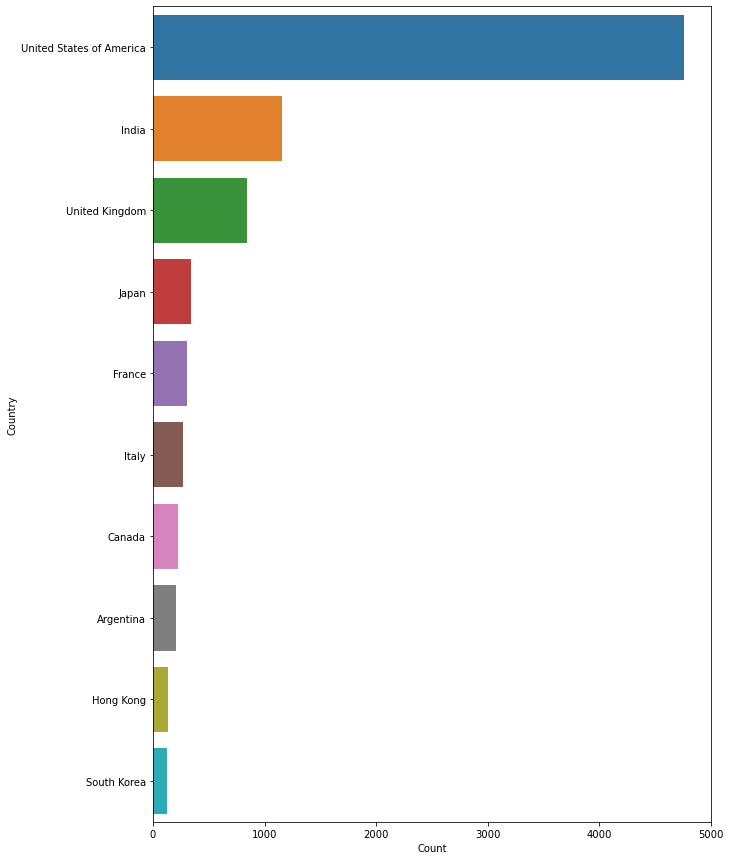 United States of America
India
United Kingdom
Japan
France
Italy
Canada
Argentina
Hong Kong
South Korea
Country
0 1000 2000 3000 4000 5000
Count